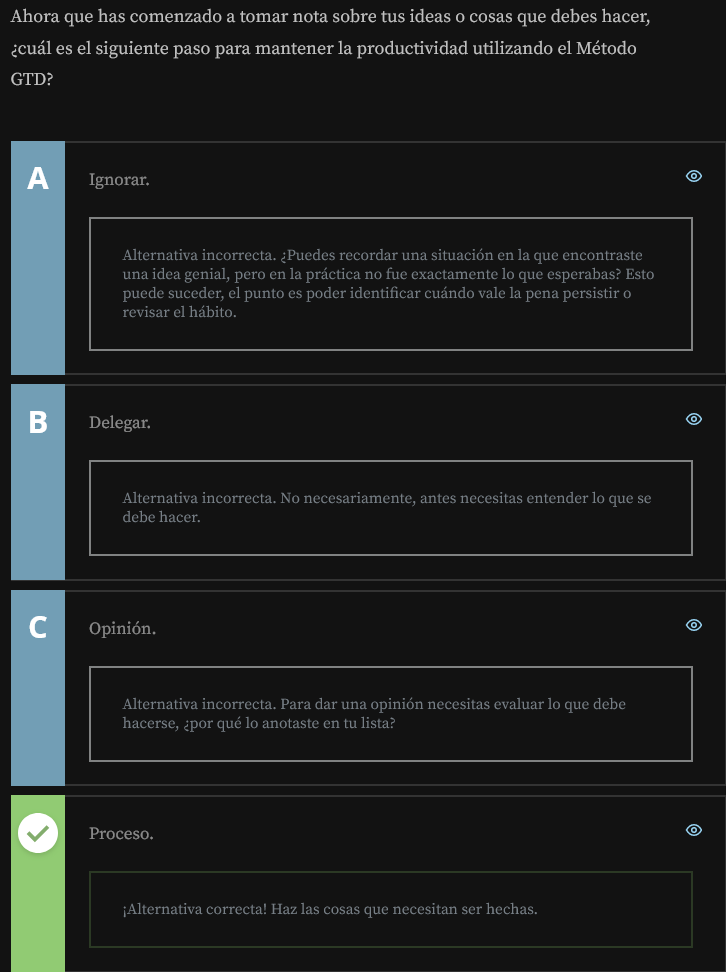 Ahora que has comenzado a tomar nota sobre tus ideas o cosas que debes hacer,
¿cuál es el siguiente paso para mantener la productividad utilizando el Método
GTD?
A
Ignorar.
Alternativa incorrecta. ¿Puedes recordar una situación en la que encontraste
una idea genial, pero en la práctica no fue exactamente lo que esperabas? Esto
puede suceder, el punto es poder identificar cuándo vale la pena persistir o
revisar el hábito.
B
Delegar.
Alternativa incorrecta. No necesariamente, antes necesitas entender lo que se
debe hacer.
C
Opinión.
Alternativa incorrecta. Para dar una opinión necesitas evaluar lo que debe
hacerse, ¿por qué lo anotaste en tu lista?
Proceso.
¡Alternativa correcta! Haz las cosas que necesitan ser hechas.